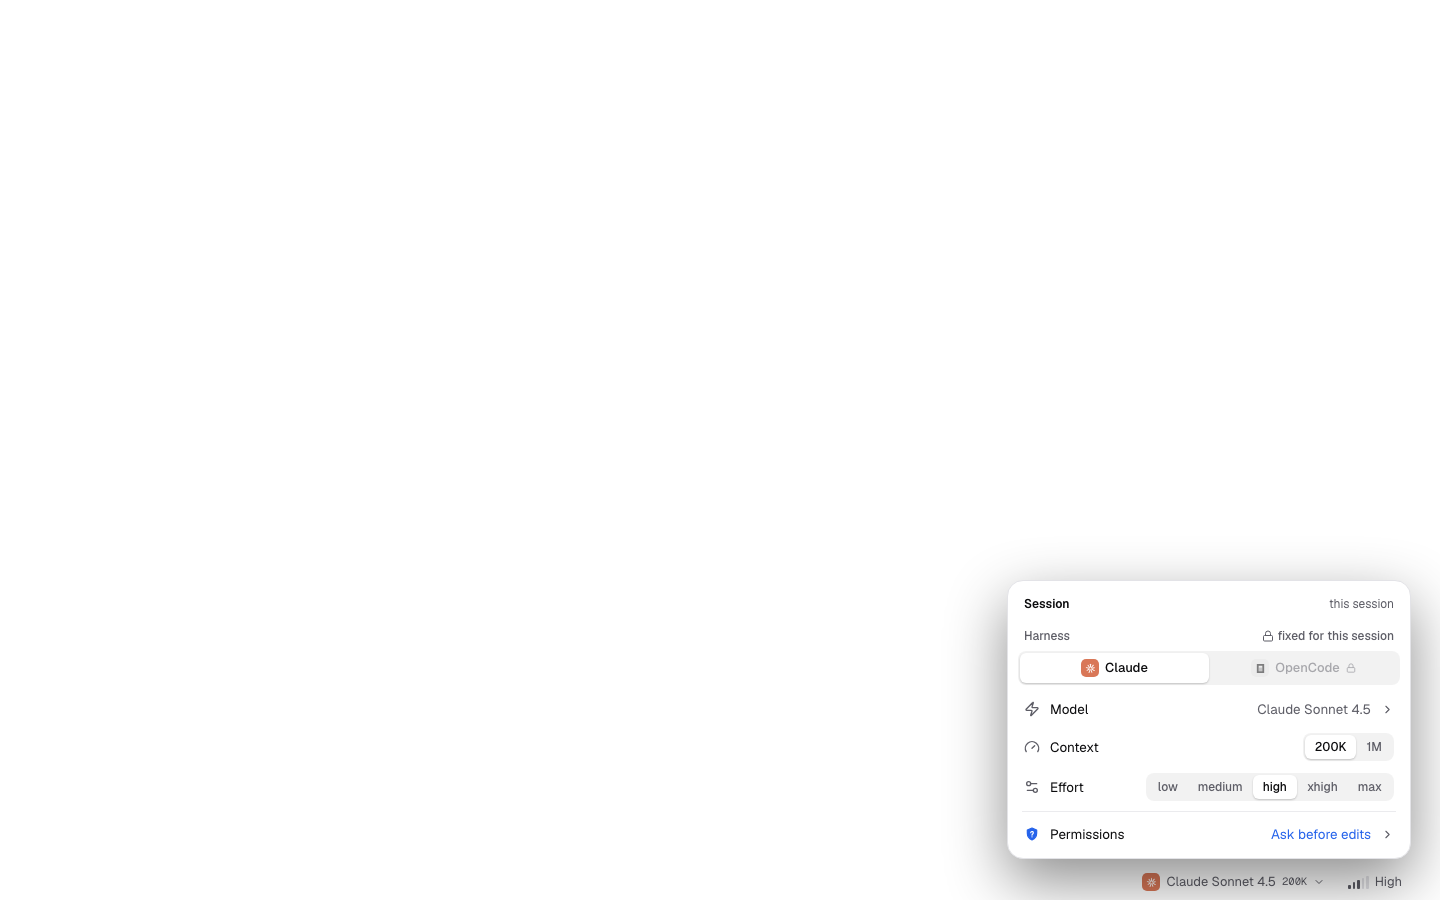 Session this session
Harness fixed for this session
Claude OpenCode
Model Claude Sonnet 4.5
Context 200K 1M
Effort low medium high xhigh max
Permissions Ask before edits
Claude Sonnet 4.5 200K High